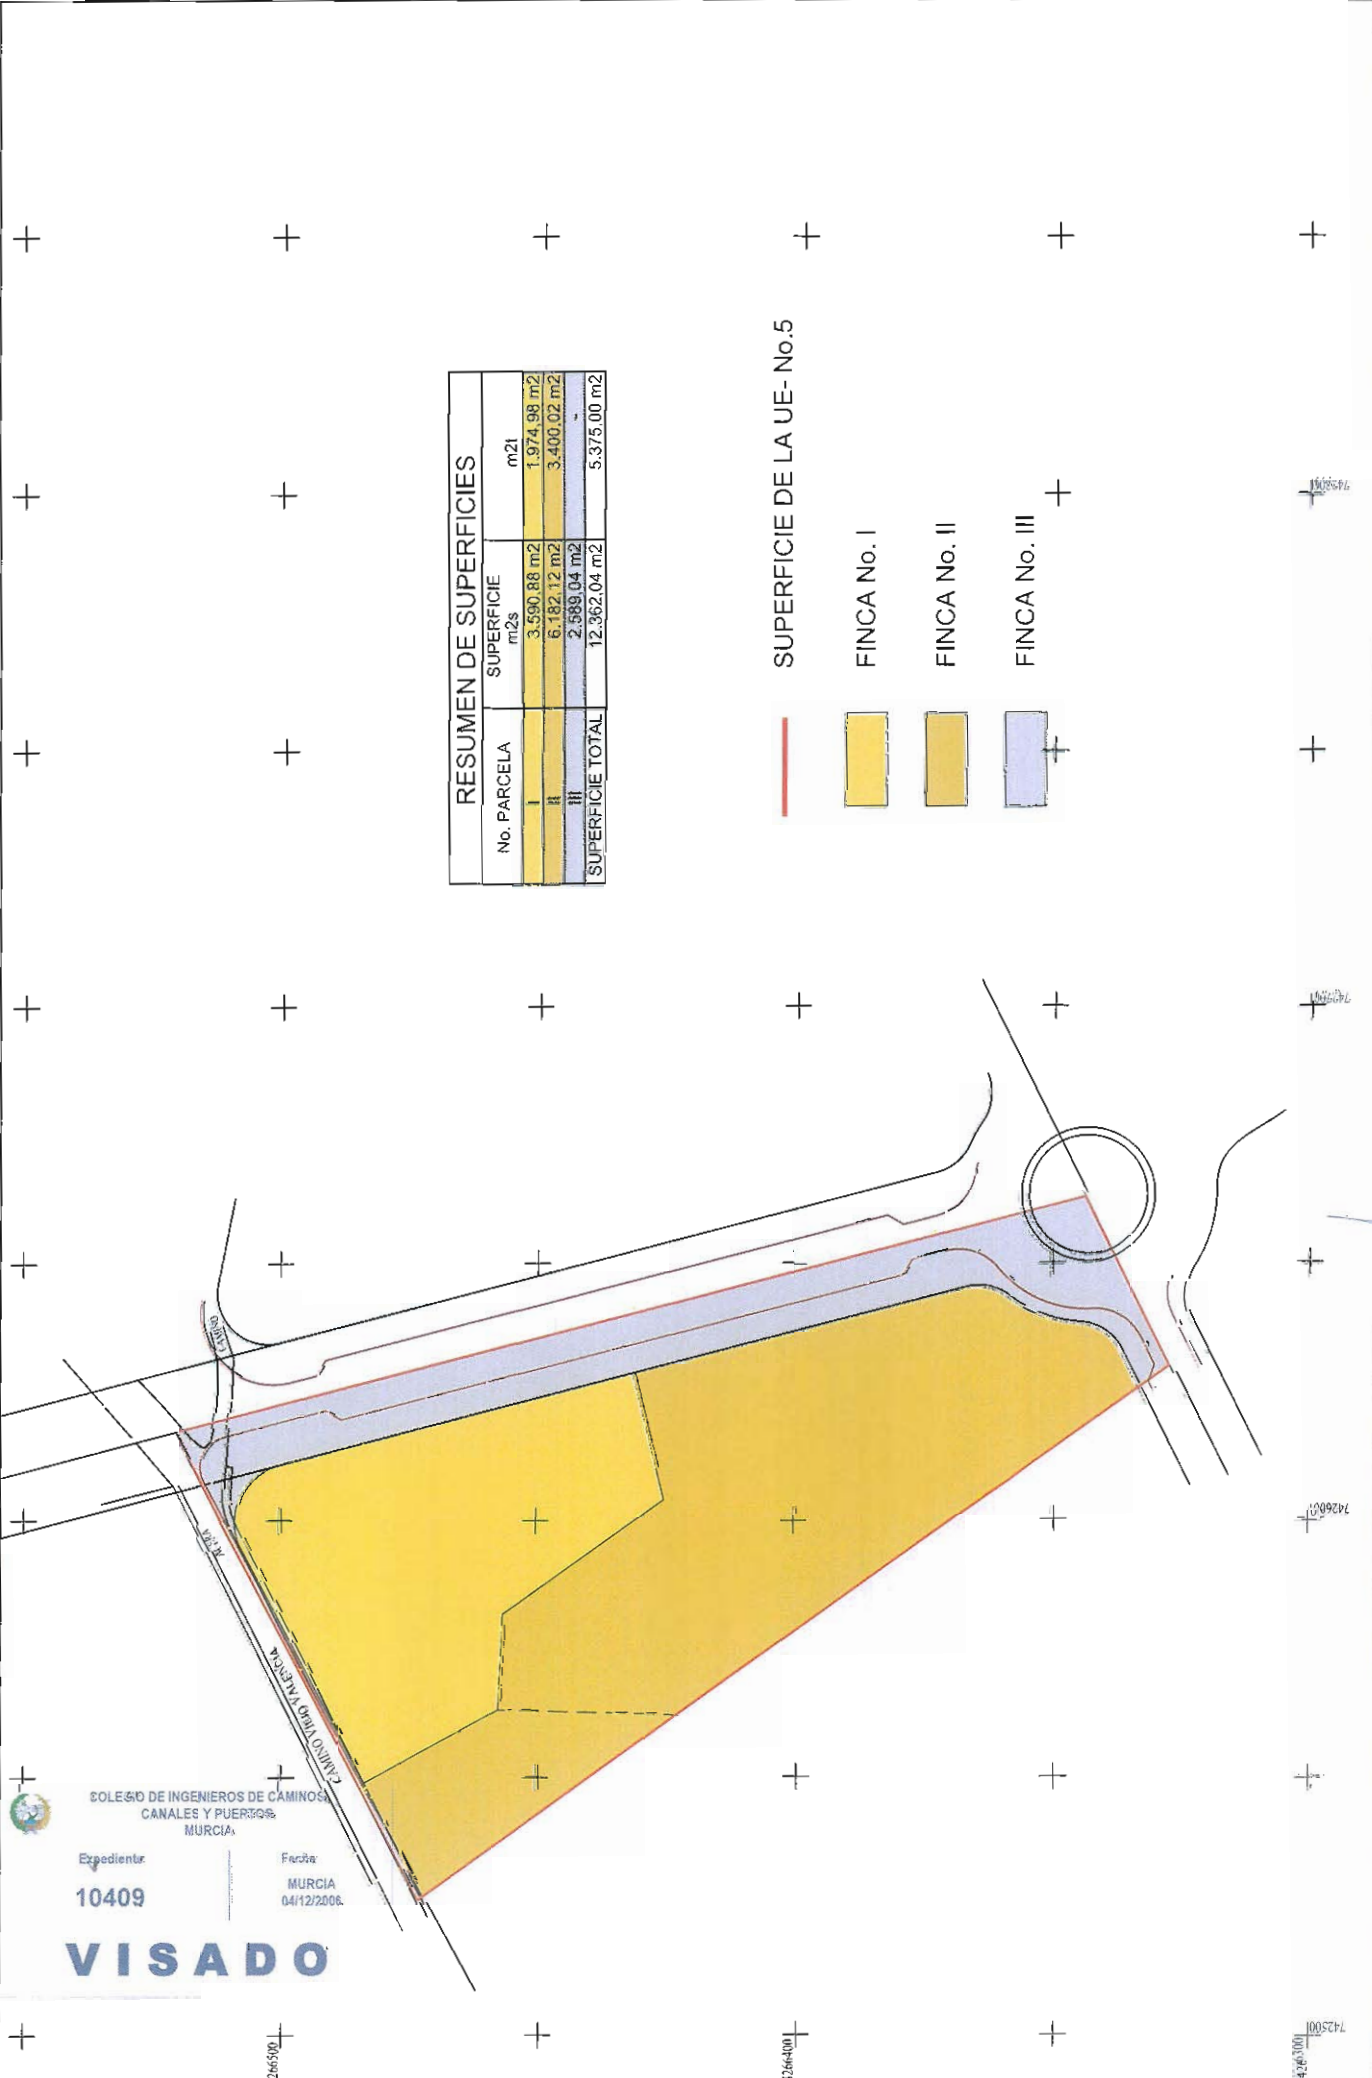 RESUMEN DE SUPERFICIES
No. PARCELA SUPERFICIE m2s m2t
I 3.590,88 m2 1.974,98 m2
II 6.182,12 m2 3.400,02 m2
III 2.589,04 m2 -
SUPERFICIE TOTAL 12.362,04 m2 5.375,00 m2
SUPERFICIE DE LA UE- No.5
FINCA No. I
FINCA No. II
FINCA No. III
CAMINO
CAMINO VIEJO VALENCIA
COLEGIO DE INGENIEROS DE CAMINOS,
CANALES Y PUERTOS
MURCIA
Expediente Fecha
10409 MURCIA
04/12/2006
VISADO
742600
742500